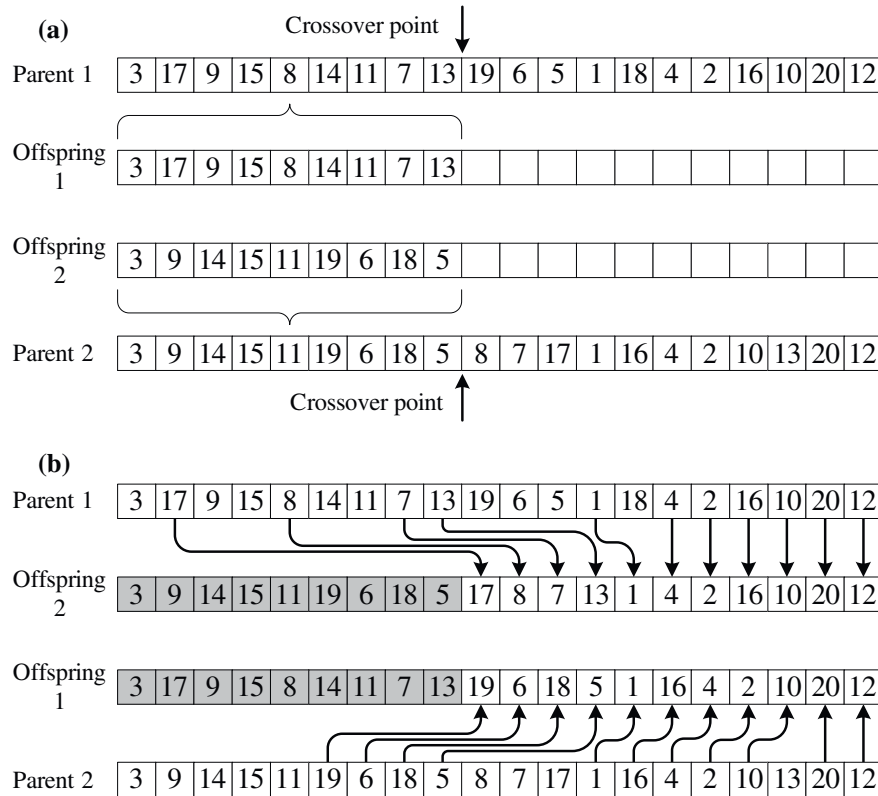 (a)
Crossover point
Parent 1 3 17 9 15 8 14 11 7 13 19 6 5 1 18 4 2 16 10 20 12
Offspring
1
3 17 9 15 8 14 11 7 13
Offspring
2
3 9 14 15 11 19 6 18 5
Parent 2 3 9 14 15 11 19 6 18 5 8 7 17 1 16 4 2 10 13 20 12
Crossover point
(b)
Parent 1 3 17 9 15 8 14 11 7 13 19 6 5 1 18 4 2 16 10 20 12
Offspring
2
3 9 14 15 11 19 6 18 5 17 8 7 13 1 4 2 16 10 20 12
Offspring
1
3 17 9 15 8 14 11 7 13 19 6 18 5 1 16 4 2 10 20 12
Parent 2 3 9 14 15 11 19 6 18 5 8 7 17 1 16 4 2 10 13 20 12